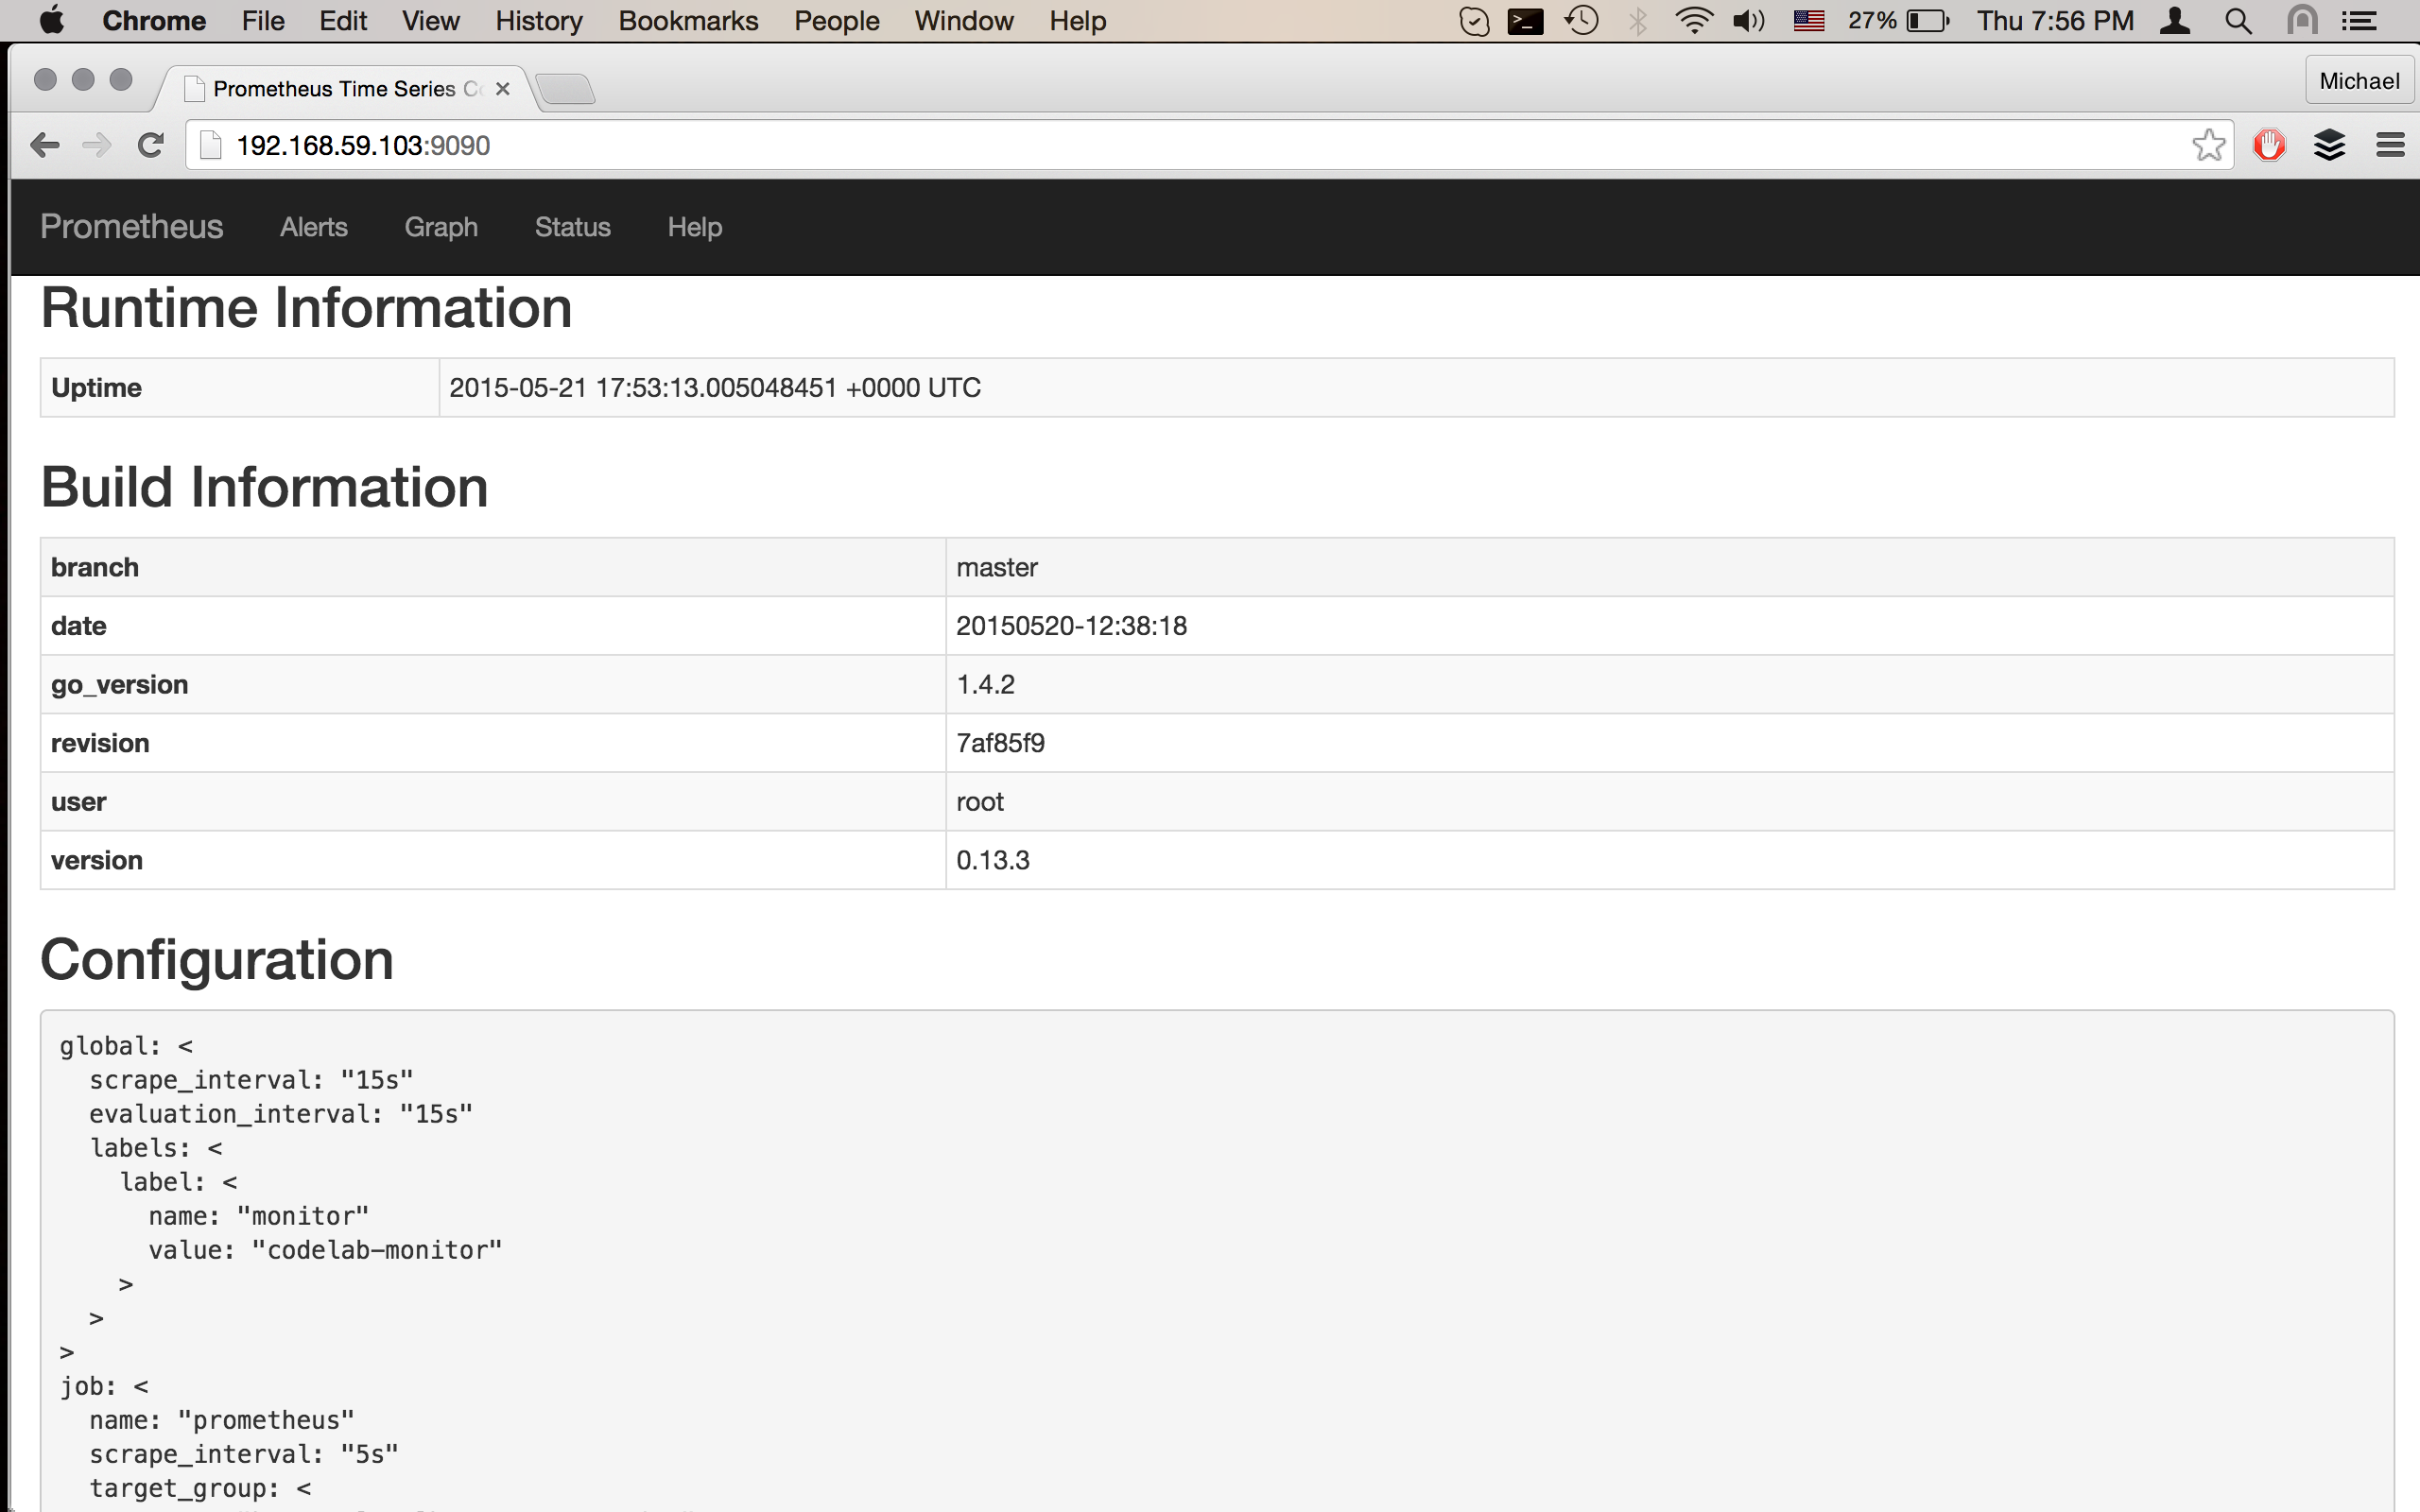 Chrome File Edit View History Bookmarks People Window Help 27% Thu 7:56 PM
Prometheus Time Series Michael
192.168.59.103:9090
Prometheus Alerts Graph Status Help
Runtime Information
Uptime 2015-05-21 17:53:13.005048451 +0000 UTC
Build Information
branch master
date 20150520-12:38:18
go_version 1.4.2
revision 7af85f9
user root
version 0.13.3
Configuration
global: <
  scrape_interval: "15s"
  evaluation_interval: "15s"
  labels: <
    label: <
      name: "monitor"
      value: "codelab-monitor"
    >
  >
>
job: <
  name: "prometheus"
  scrape_interval: "5s"
  target_group: <